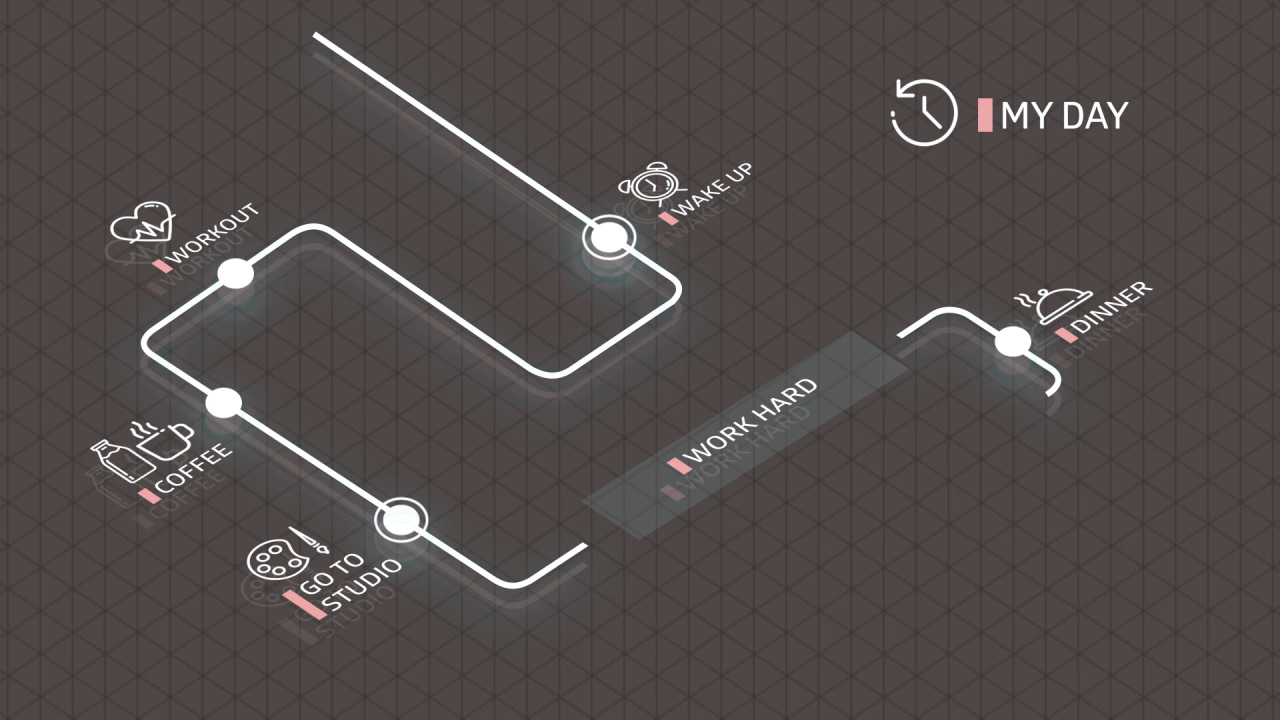 MY DAY
WAKE UP
WORKOUT
COFFEE
GO TO
STUDIO
WORK HARD
DINNER